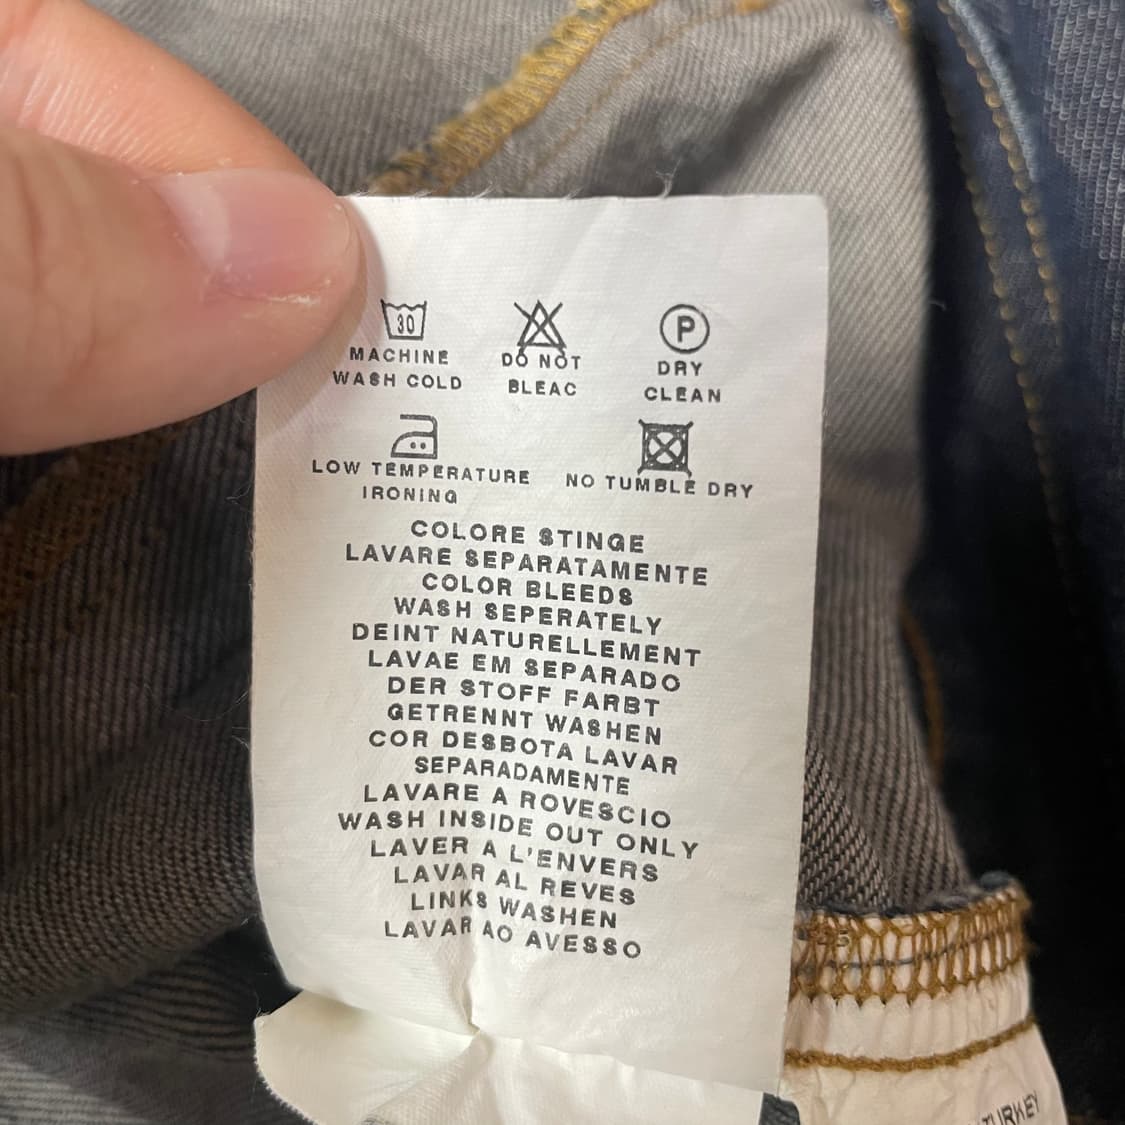 30
MACHINE
WASH COLD
DO NOT
BLEAC
P
DRY
CLEAN
LOW TEMPERATURE
IRONING
NO TUMBLE DRY
COLORE STINGE
LAVARE SEPARATAMENTE
COLOR BLEEDS
WASH SEPERATELY
DEINT NATURELLEMENT
LAVAE EM SEPARADO
DER STOFF FARBT
GETRENNT WASHEN
COR DESBOTA LAVAR
SEPARADAMENTE
LAVARE A ROVESCIO
WASH INSIDE OUT ONLY
LAVER A L'ENVERS
LAVAR AL REVES
LINKS WASHEN
LAVAR AO AVESSO
TURKEY